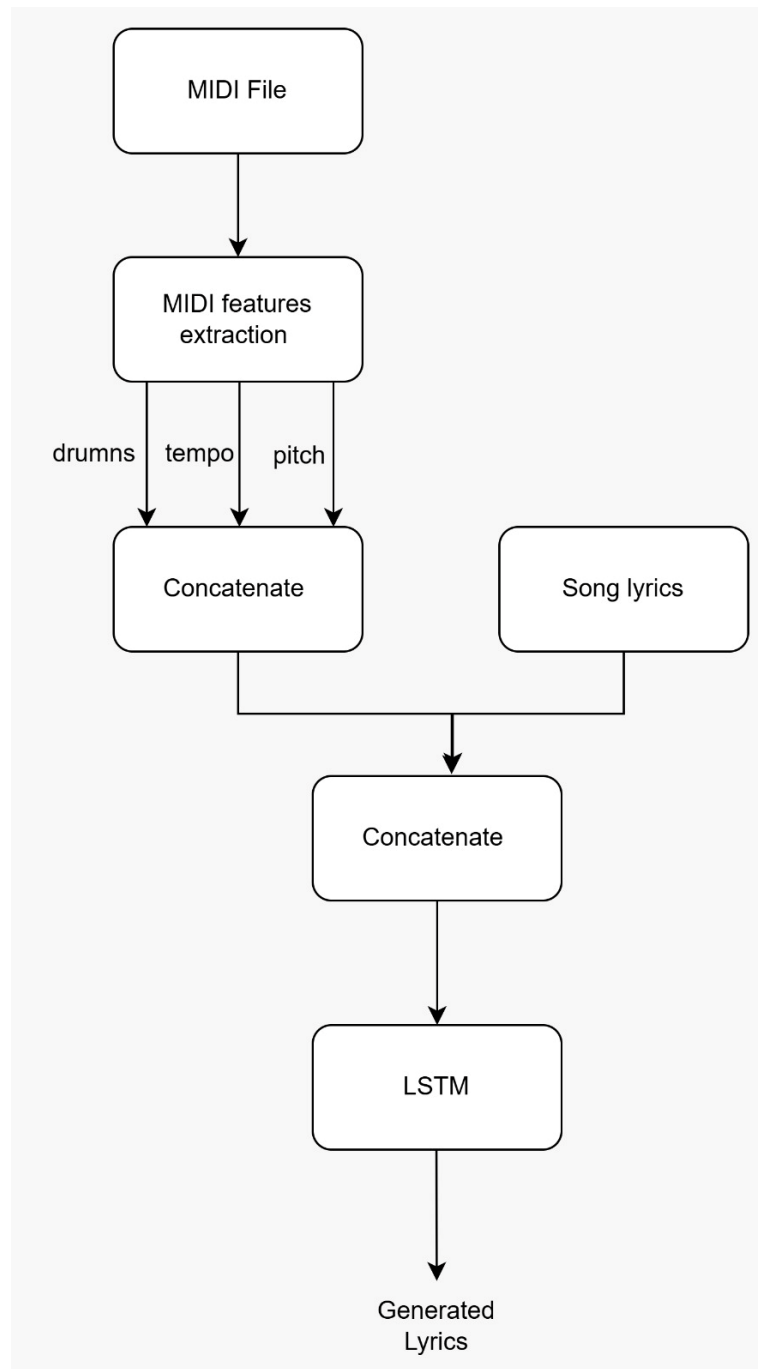 MIDI File
MIDI features
extraction
drumns
tempo
pitch
Concatenate
Song lyrics
Concatenate
LSTM
Generated
Lyrics